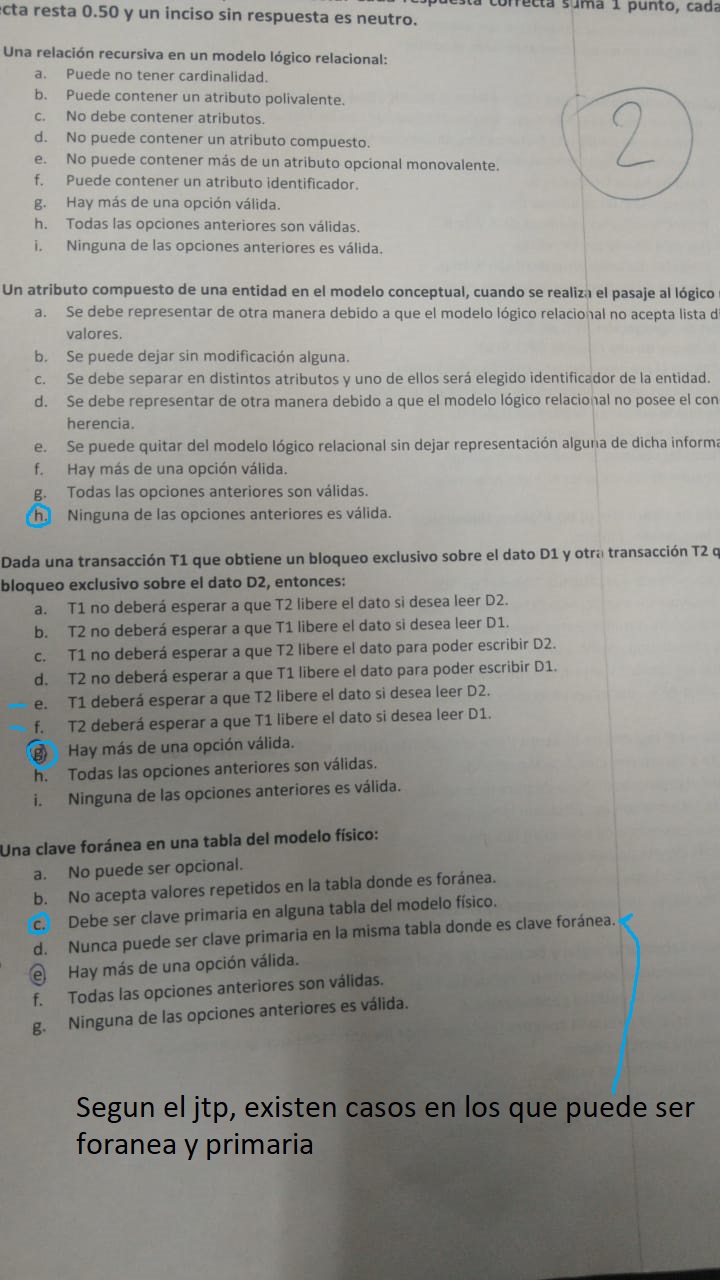 ecta resta 0.50 y un inciso sin respuesta es neutro. correcta suma 1 punto, cada
Una relación recursiva en un modelo lógico relacional:
a. Puede no tener cardinalidad.
b. Puede contener un atributo polivalente.
c. No debe contener atributos.
d. No puede contener un atributo compuesto.
e. No puede contener más de un atributo opcional monovalente.
f. Puede contener un atributo identificador.
g. Hay más de una opción válida.
h. Todas las opciones anteriores son válidas.
i. Ninguna de las opciones anteriores es válida.
2
Un atributo compuesto de una entidad en el modelo conceptual, cuando se realiza el pasaje al lógico
a. Se debe representar de otra manera debido a que el modelo lógico relacional no acepta lista d
valores.
b. Se puede dejar sin modificación alguna.
c. Se debe separar en distintos atributos y uno de ellos será elegido identificador de la entidad.
d. Se debe representar de otra manera debido a que el modelo lógico relacional no posee el con
herencia.
e. Se puede quitar del modelo lógico relacional sin dejar representación alguna de dicha informa
f. Hay más de una opción válida.
g. Todas las opciones anteriores son válidas.
h. Ninguna de las opciones anteriores es válida.
Dada una transacción T1 que obtiene un bloqueo exclusivo sobre el dato D1 y otra transacción T2 q
bloqueo exclusivo sobre el dato D2, entonces:
a. T1 no deberá esperar a que T2 libere el dato si desea leer D2.
b. T2 no deberá esperar a que T1 libere el dato si desea leer D1.
c. T1 no deberá esperar a que T2 libere el dato para poder escribir D2.
d. T2 no deberá esperar a que T1 libere el dato para poder escribir D1.
e. T1 deberá esperar a que T2 libere el dato si desea leer D2.
f. T2 deberá esperar a que T1 libere el dato si desea leer D1.
g. Hay más de una opción válida.
h. Todas las opciones anteriores son válidas.
i. Ninguna de las opciones anteriores es válida.
Una clave foránea en una tabla del modelo físico:
a. No puede ser opcional.
b. No acepta valores repetidos en la tabla donde es foránea.
c. Debe ser clave primaria en alguna tabla del modelo físico.
d. Nunca puede ser clave primaria en la misma tabla donde es clave foránea.
e. Hay más de una opción válida.
f. Todas las opciones anteriores son válidas.
g. Ninguna de las opciones anteriores es válida.
Segun el jtp, existen casos en los que puede ser
foranea y primaria